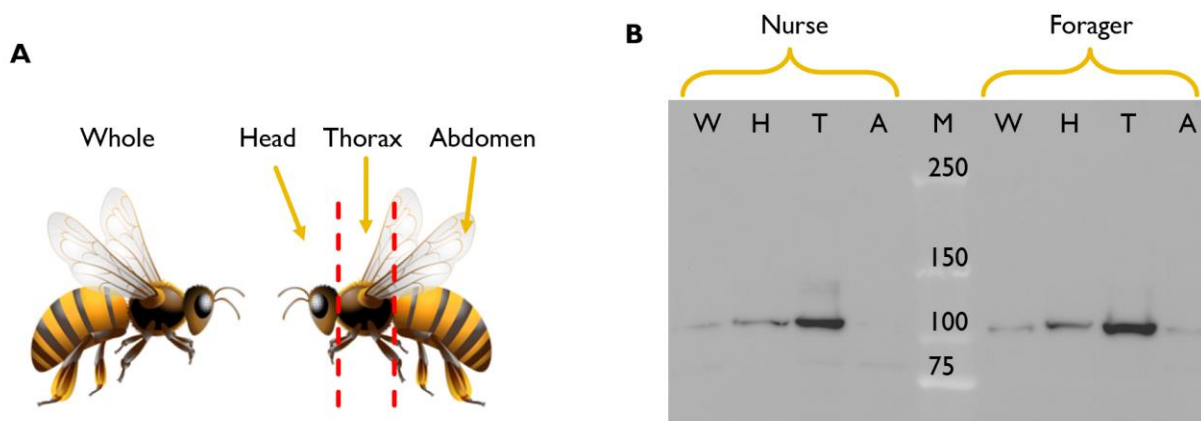 A
Whole Head Thorax Abdomen
B
Nurse Forager
W H T A M W H T A
250
150
100
75